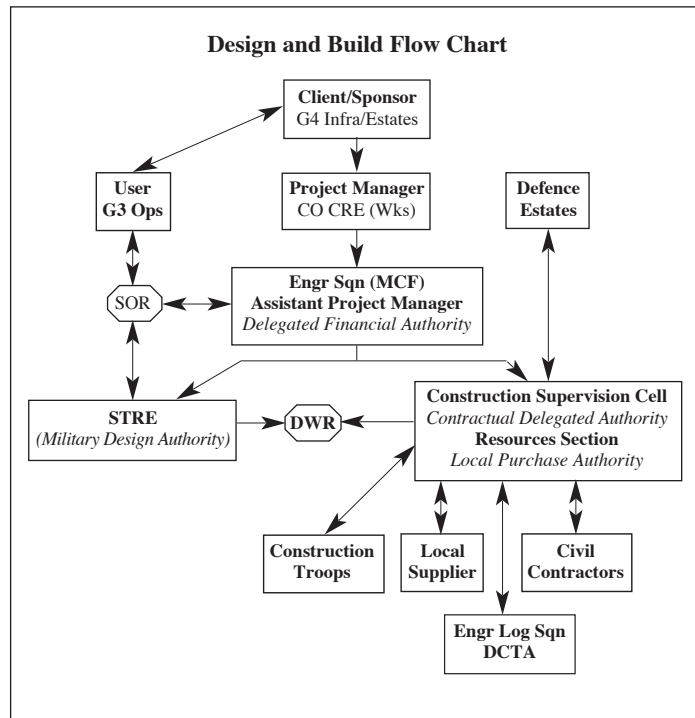 Design and Build Flow Chart
Client/Sponsor
G4 Infra/Estates
User
G3 Ops
Project Manager
CO CRE (Wks)
Defence
Estates
SOR
Engr Sqn (MCF)
Assistant Project Manager
Delegated Financial Authority
STRE
(Military Design Authority)
DWR
Construction Supervision Cell
Contractual Delegated Authority
Resources Section
Local Purchase Authority
Construction
Troops
Local
Supplier
Civil
Contractors
Engr Log Sqn
DCTA